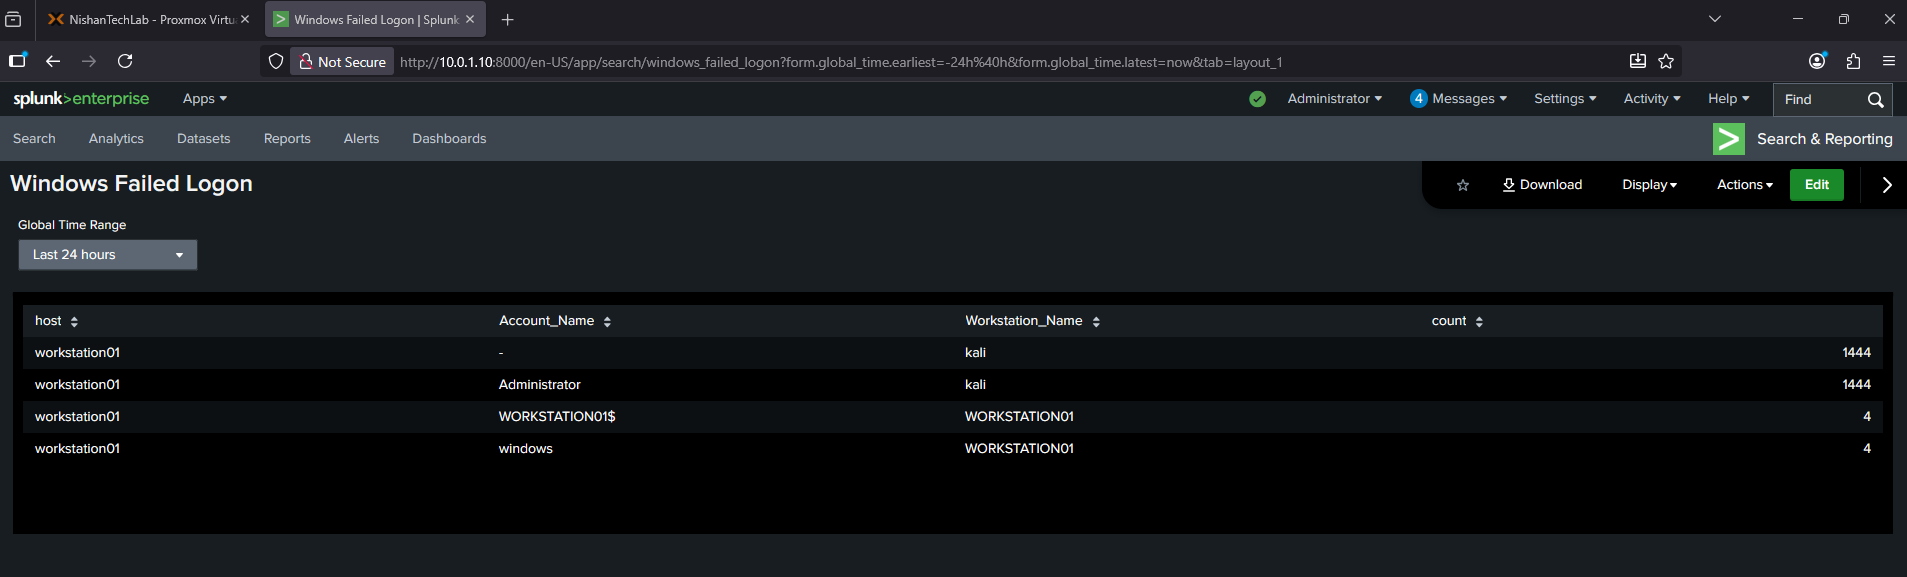 NishanTechLab - Proxmox Virtu
Windows Failed Logon | Splunk
Not Secure http://10.0.1.10:8000/en-US/app/search/windows_failed_logon?form.global_time.earliest=-24h%40h&form.global_time.latest=now&tab=layout_1
splunk>enterprise Apps Administrator 4 Messages Settings Activity Help Find
Search Analytics Datasets Reports Alerts Dashboards Search & Reporting
Windows Failed Logon Download Display Actions Edit
Global Time Range
Last 24 hours
host Account_Name Workstation_Name count
workstation01 - kali 1444
workstation01 Administrator kali 1444
workstation01 WORKSTATION01$ WORKSTATION01 4
workstation01 windows WORKSTATION01 4